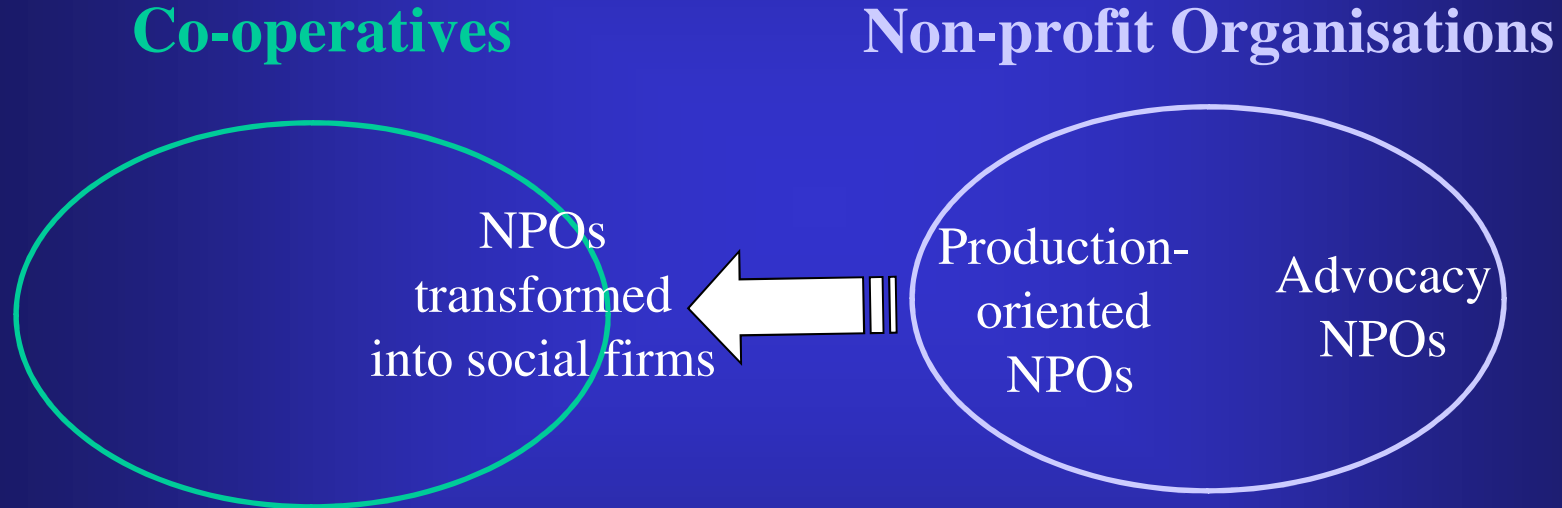 Co-operatives
Non-profit Organisations
NPOs
transformed
into social firms
Production-
oriented
NPOs
Advocacy
NPOs